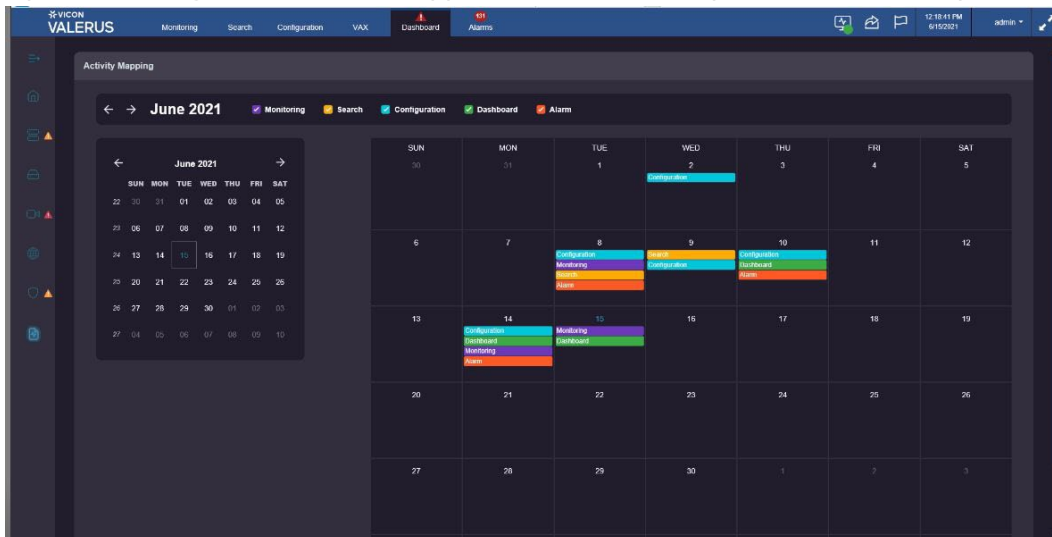 VICON
VALERUS Monitoring Search Configuration VAX Dashboard 131 Alarms 12:18:41 PM 6/15/2021 admin
Activity Mapping
June 2021 Monitoring Search Configuration Dashboard Alarm
June 2021
SUN MON TUE WED THU FRI SAT
22 30 31 01 02 03 04 05
23 06 07 08 09 10 11 12
24 13 14 15 16 17 18 19
25 20 21 22 23 24 25 26
26 27 28 29 30 01 02 03
27 04 05 06 07 08 09 10
SUN MON TUE WED THU FRI SAT
30 31 1 2 3 4 5
Configuration
6 7 8 9 10 11 12
Configuration Search Configuration
Monitoring Configuration Dashboard
Search Alarm
Alarm
13 14 15 16 17 18 19
Configuration Monitoring
Dashboard Dashboard
Monitoring
Alarm
20 21 22 23 24 25 26
27 28 29 30 1 2 3